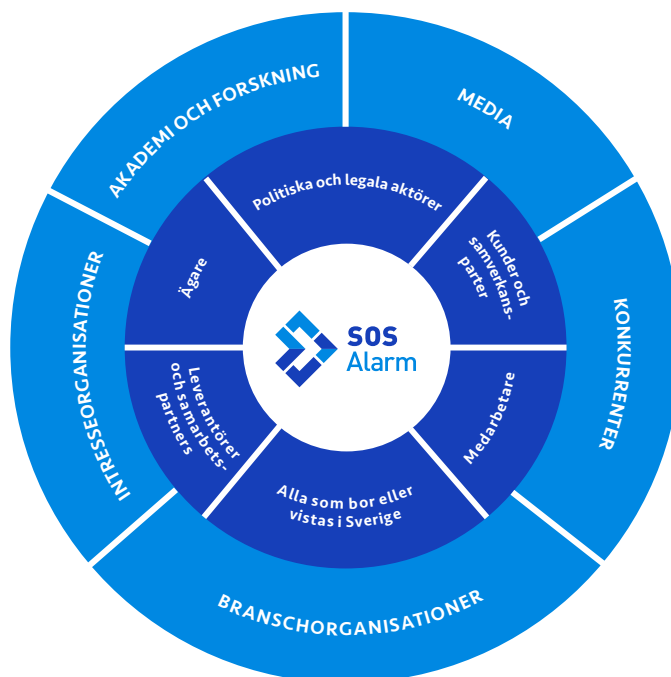 AKADEMI OCH FORSKNING
MEDIA
KONKURRENTER
BRANSCHORGANISATIONER
INTRESSEORGANISATIONER
Politiska och legala aktörer
Kunder och
samverkans-
parter
Medarbetare
Alla som bor eller
vistas i Sverige
Leverantörer
och samarbets-
partners
Ägare
SOS
Alarm